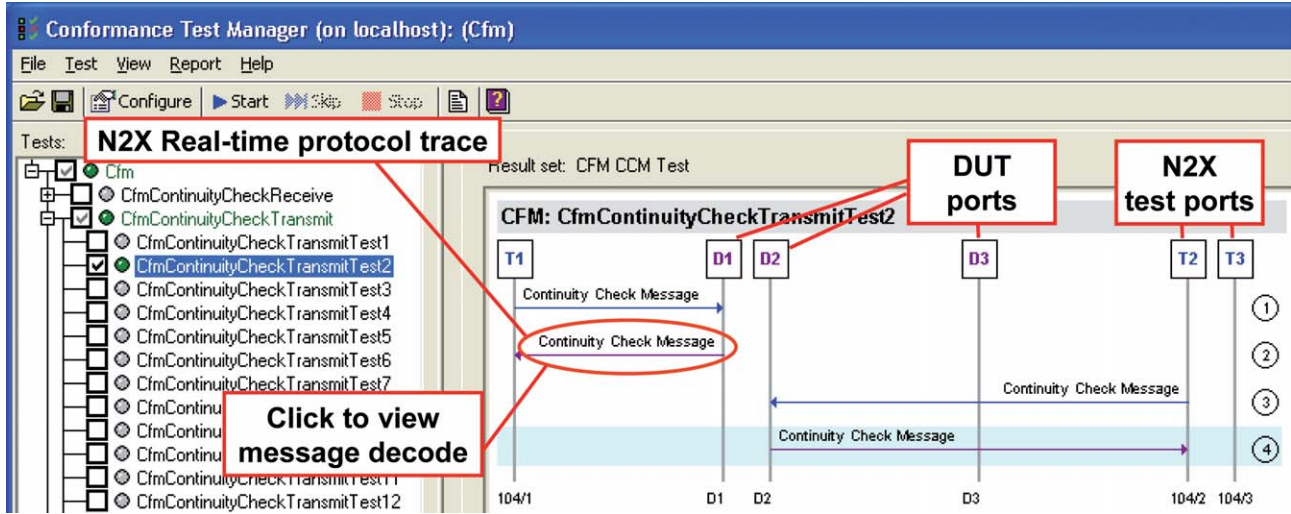 Conformance Test Manager (on localhost): (Cfm)
File Test View Report Help
Configure Start Skip Stop
Tests:
N2X Real-time protocol trace
Cfm
CfmContinuityCheckReceive
CfmContinuityCheckTransmit
CfmContinuityCheckTransmitTest1
CfmContinuityCheckTransmitTest2
CfmContinuityCheckTransmitTest3
CfmContinuityCheckTransmitTest4
CfmContinuityCheckTransmitTest5
CfmContinuityCheckTransmitTest6
CfmContinuityCheckTransmitTest7
CfmContinu
CfmContinu
CfmContinu
CfmContinuityCheckTransmitTest11
CfmContinuityCheckTransmitTest12
Click to view
message decode
Result set: CFM CCM Test
DUT
ports
N2X
test ports
CFM: CfmContinuityCheckTransmitTest2
T1 D1 D2 D3 T2 T3
Continuity Check Message 1
Continuity Check Message 2
Continuity Check Message 3
Continuity Check Message 4
104/1 D1 D2 D3 104/2 104/3